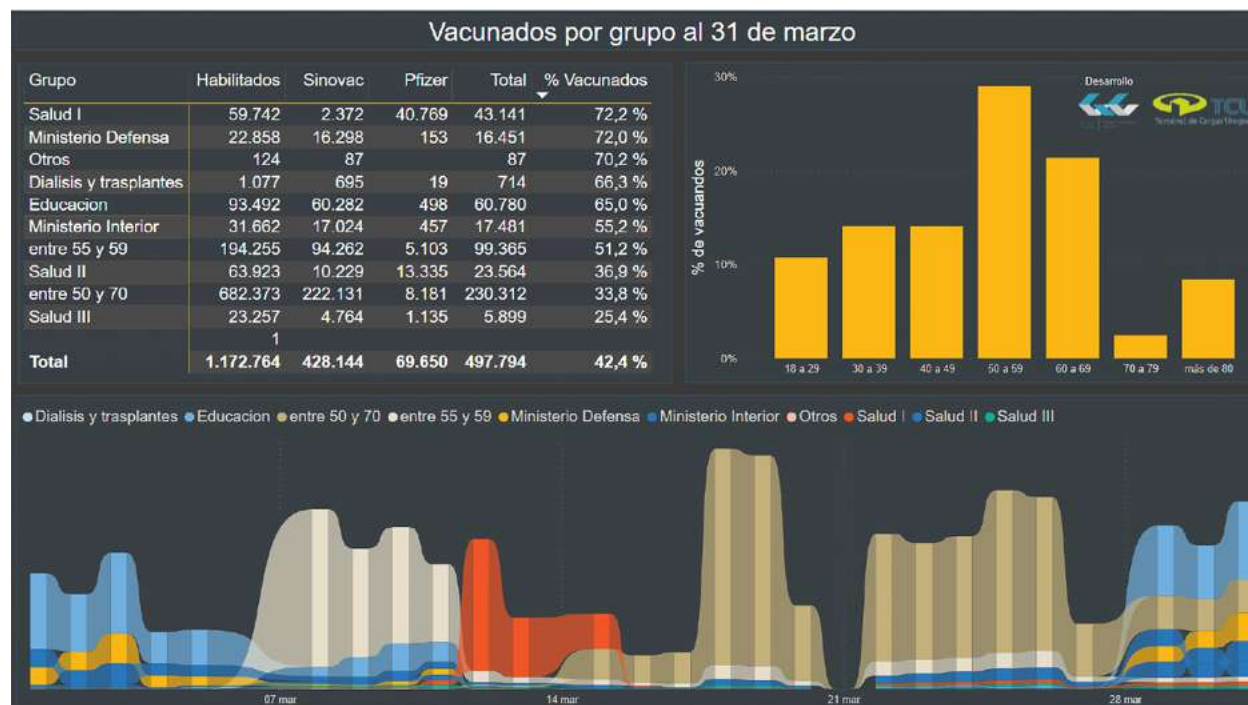 Vacunados por grupo al 31 de marzo
Grupo Habilitados Sinovac Pfizer Total % Vacunados
Salud I 59.742 2.372 40.769 43.141 72,2 %
Ministerio Defensa 22.858 16.298 153 16.451 72,0 %
Otros 124 87 87 70,2 %
Dialisis y trasplantes 1.077 695 19 714 66,3 %
Educacion 93.492 60.282 498 60.780 65,0 %
Ministerio Interior 31.662 17.024 457 17.481 55,2 %
entre 55 y 59 194.255 94.262 5.103 99.365 51,2 %
Salud II 63.923 10.229 13.335 23.564 36,9 %
entre 50 y 70 682.373 222.131 8.181 230.312 33,8 %
Salud III 23.257 4.764 1.135 5.899 25,4 %
1
Total 1.172.764 428.144 69.650 497.794 42,4 %
30%
20%
10%
0%
% de vacuandos
Desarrollo
TCU
Terminal de Cargas Uruguay
18 a 29 30 a 39 40 a 49 50 a 59 60 a 69 70 a 79 más de 80
Dialisis y trasplantes Educacion entre 50 y 70 entre 55 y 59 Ministerio Defensa Ministerio Interior Otros Salud I Salud II Salud III
07 mar 14 mar 21 mar 28 mar